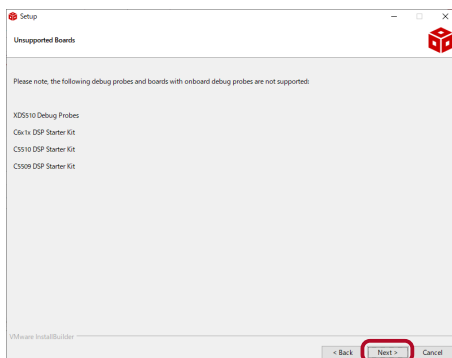 Setup
Unsupported Boards
Please note, the following debug probes and boards with onboard debug probes are not supported:
XDS510 Debug Probes
C6x1x DSP Starter Kit
C5510 DSP Starter Kit
C5509 DSP Starter Kit
VMware InstallBuilder
< Back Next > Cancel